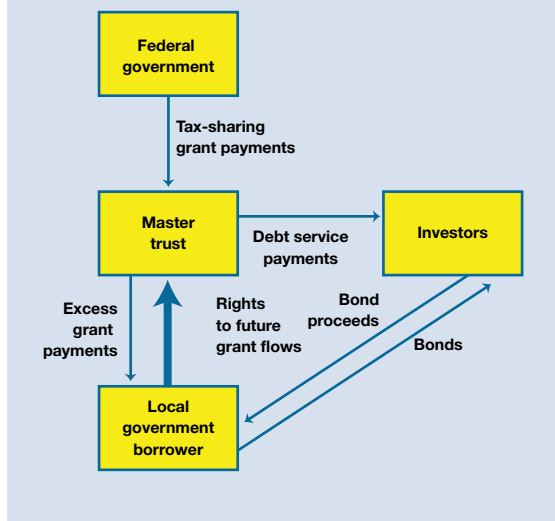 Federal
government
Tax-sharing
grant payments
Master
trust
Debt service
payments
Investors
Excess
grant
payments
Rights
to future
grant flows
Bond
proceeds
Bonds
Local
government
borrower